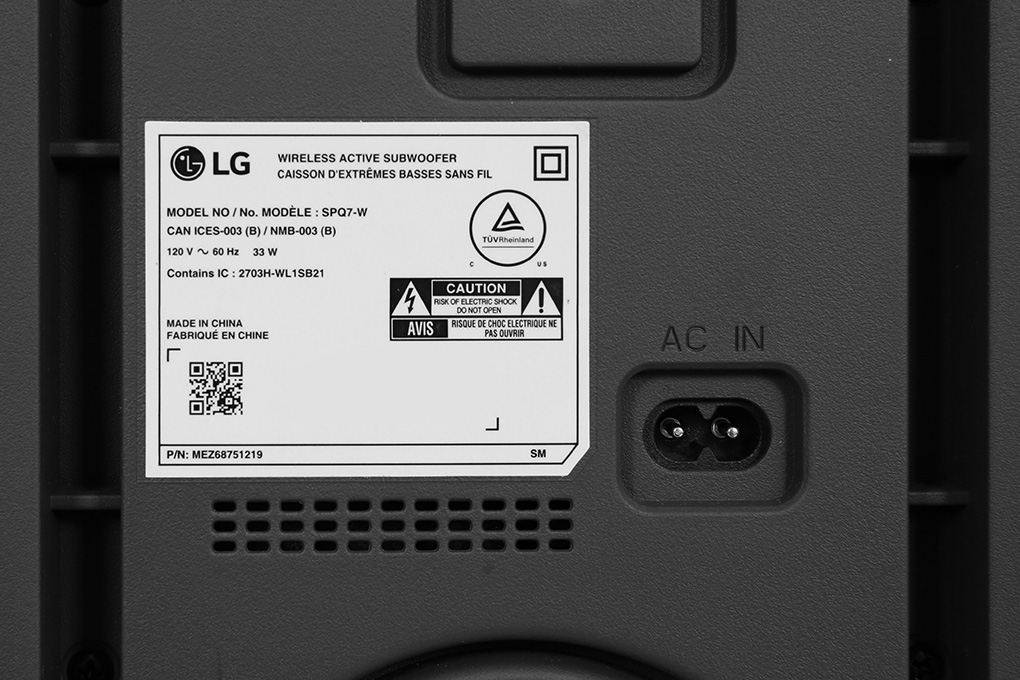 LG
WIRELESS ACTIVE SUBWOOFER
CAISSON D'EXTRÊMES BASSES SANS FIL
MODEL NO / No. MODÈLE : SPQ7-W
CAN ICES-003 (B) / NMB-003 (B)
120 V ~ 60 Hz 33 W
Contains IC : 2703H-WL1SB21
TÜVRheinland
C US
CAUTION
RISK OF ELECTRIC SHOCK
DO NOT OPEN
AVIS
RISQUE DE CHOC ELECTRIQUE NE
PAS OUVRIR
MADE IN CHINA
FABRIQUÉ EN CHINE
P/N: MEZ68751219
SM
AC IN